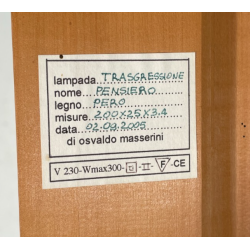 lampada TRASGRESSIONE
nome PENSIERO
legno PERO
misure 200x25x3.4
data 02.09.2005
di osvaldo masserini
V 230-Wmax300- -II- F -CE